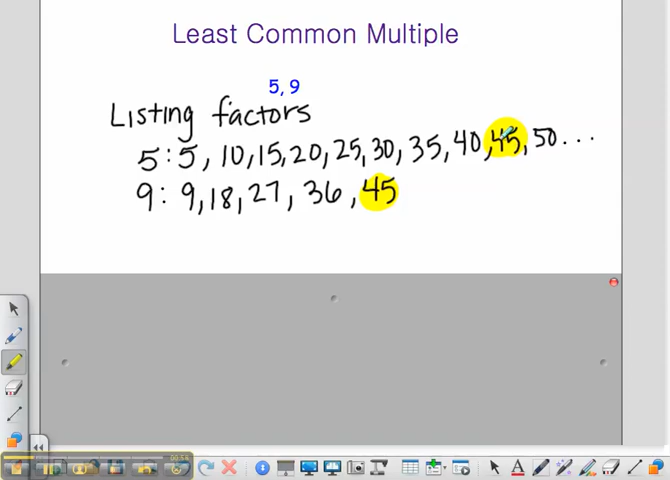 Least Common Multiple
5, 9
Listing factors
5: 5, 10, 15, 20, 25, 30, 35, 40, 45, 50...
9: 9, 18, 27, 36, 45